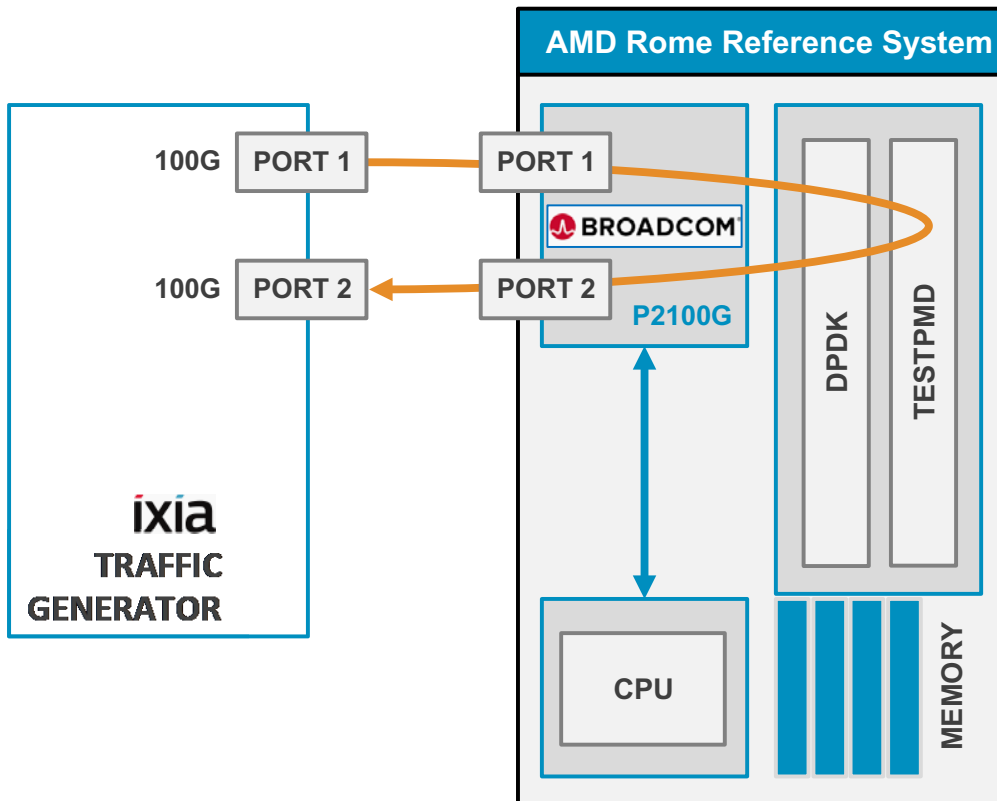 AMD Rome Reference System
100G
PORT 1
PORT 1
BROADCOM
100G
PORT 2
PORT 2
P2100G
DPDK
TESTPMD
ixia
TRAFFIC
GENERATOR
CPU
MEMORY